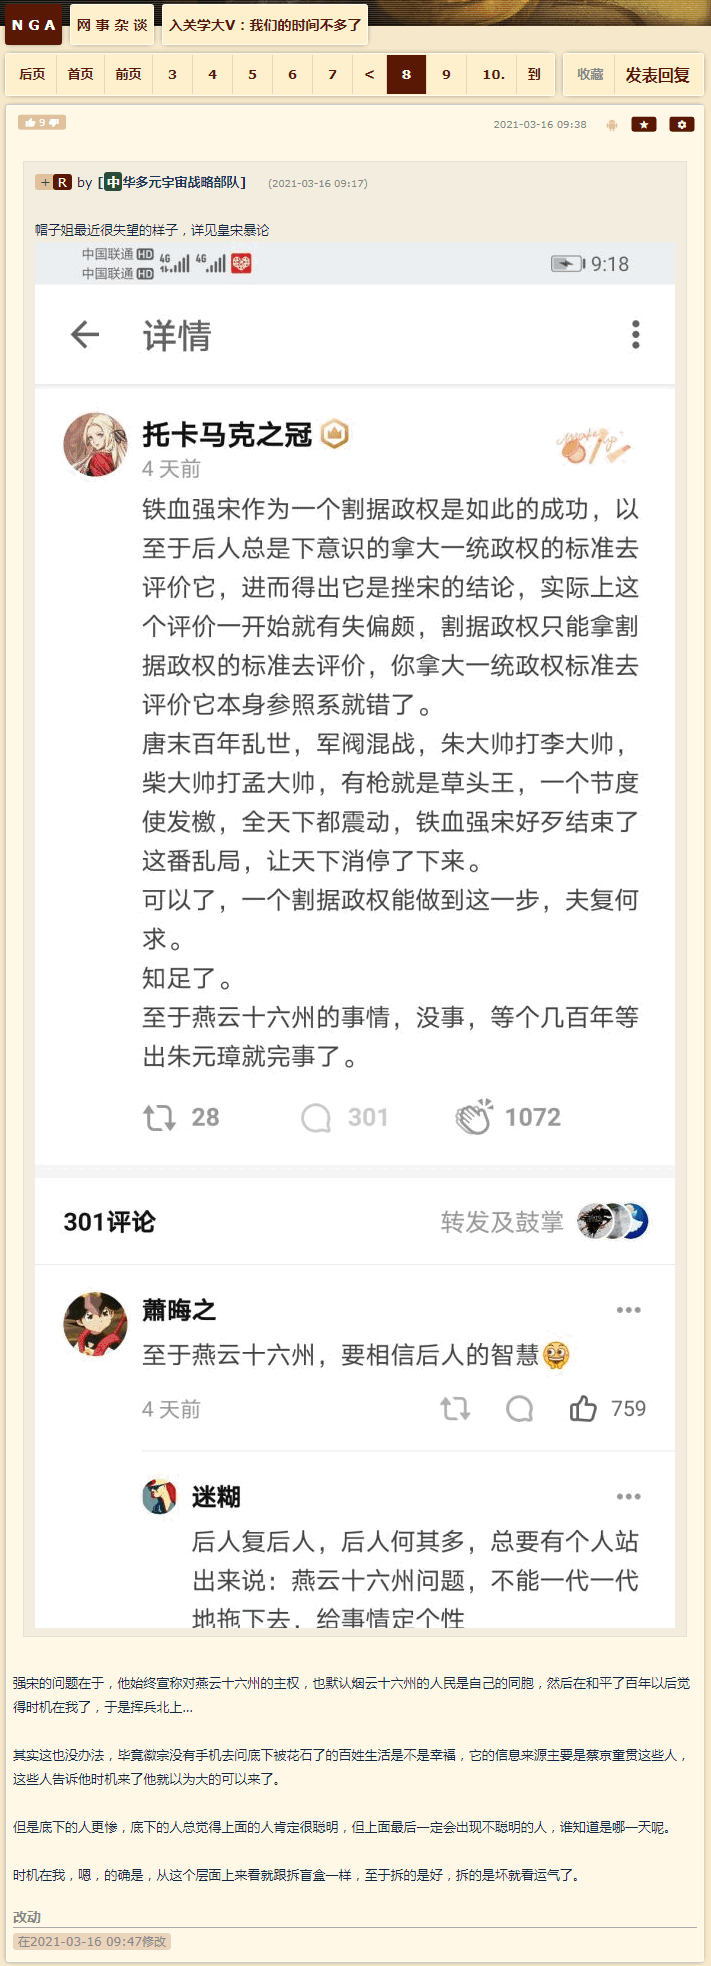 NGA 网事杂谈 入关学大V：我们的时间不多了
后页 首页 前页 3 4 5 6 7 < 8 9 10. 到 收藏 发表回复
9 2021-03-16 09:38
+ R by [中华多元宇宙战略部队] (2021-03-16 09:17)
帽子姐最近很失望的样子，详见皇宋暴论
中国联通 HD 4G 4G 9:18
中国联通 HD
详情
托卡马克之冠
make up
4 天前
铁血强宋作为一个割据政权是如此的成功，以
至于后人总是下意识的拿大一统政权的标准去
评价它，进而得出它是挫宋的结论，实际上这
个评价一开始就有失偏颇，割据政权只能拿割
据政权的标准去评价，你拿大一统政权标准去
评价它本身参照系就错了。
唐末百年乱世，军阀混战，朱大帅打李大帅，
柴大帅打孟大帅，有枪就是草头王，一个节度
使发檄，全天下都震动，铁血强宋好歹结束了
这番乱局，让天下消停了下来。
可以了，一个割据政权能做到这一步，夫复何
求。
知足了。
至于燕云十六州的事情，没事，等个几百年等
出朱元璋就完事了。
28 301 1072
301评论 转发及鼓掌
蕭晦之
至于燕云十六州，要相信后人的智慧
4 天前 759
迷糊
后人复后人，后人何其多，总要有个人站
出来说：燕云十六州问题，不能一代一代
地拖下去，给事情定个性
强宋的问题在于，他始终宣称对燕云十六州的主权，也默认烟云十六州的人民是自己的同胞，然后在和平了百年以后觉
得时机在我了，于是挥兵北上...
其实这也没办法，毕竟徽宗没有手机去问底下被花石了的百姓生活是不是幸福，它的信息来源主要是蔡京童贯这些人，
这些人告诉他时机来了他就以为大的可以来了。
但是底下的人更惨，底下的人总觉得上面的人肯定很聪明，但上面最后一定会出现不聪明的人，谁知道是哪一天呢。
时机在我，嗯，的确是，从这个层面上来看就跟拆盲盒一样，至于拆的是好，拆的是坏就看运气了。
改动
在2021-03-16 09:47修改